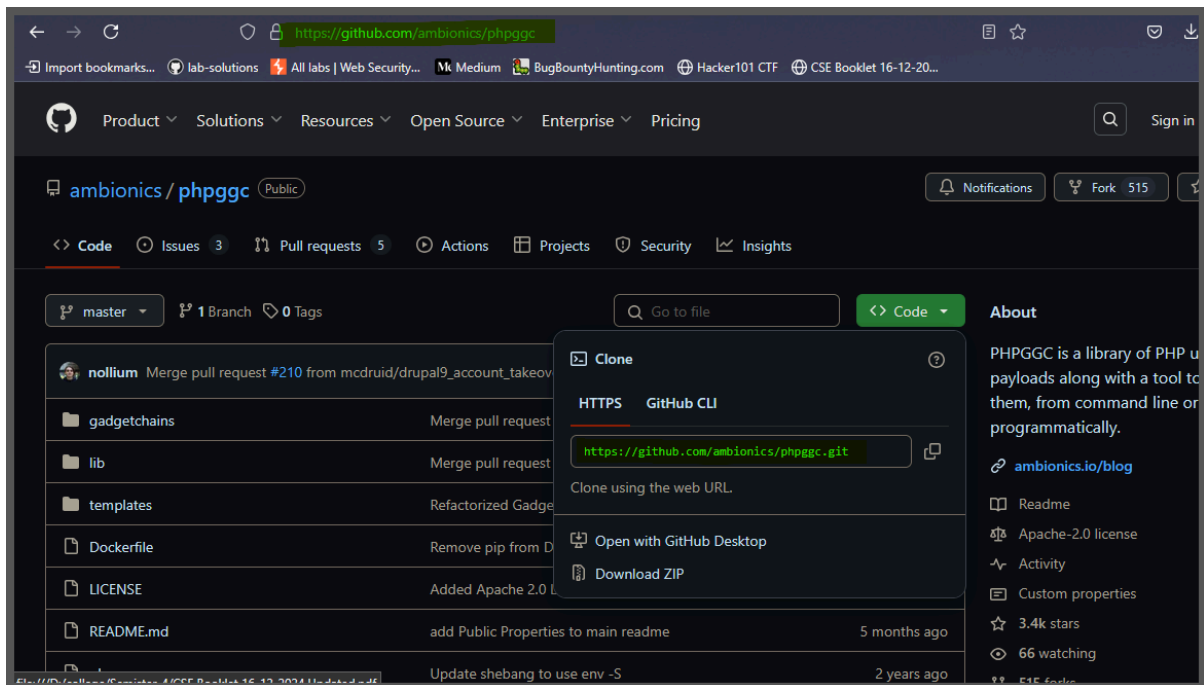 https://github.com/ambionics/phpggc
Import bookmarks... lab-solutions All labs | Web Security... Medium BugBountyHunting.com Hacker101 CTF CSE Booklet 16-12-20...
Product Solutions Resources Open Source Enterprise Pricing Sign in
ambionics / phpggc Public Notifications Fork 515
Code Issues 3 Pull requests 5 Actions Projects Security Insights
master 1 Branch 0 Tags Go to file Code
About
PHPGGC is a library of PHP u
payloads along with a tool to
them, from command line or
programmatically.
ambionics.io/blog
Readme
Apache-2.0 license
Activity
Custom properties
3.4k stars
66 watching
515 forks
Clone
HTTPS GitHub CLI
https://github.com/ambionics/phpggc.git
Clone using the web URL.
Open with GitHub Desktop
Download ZIP
nollium Merge pull request #210 from mcdruid/drupal9_account_takeov
gadgetchains Merge pull request
lib Merge pull request
templates Refactorized Gadge
Dockerfile Remove pip from D
LICENSE Added Apache 2.0
README.md add Public Properties to main readme 5 months ago
Update shebang to use env -S 2 years ago